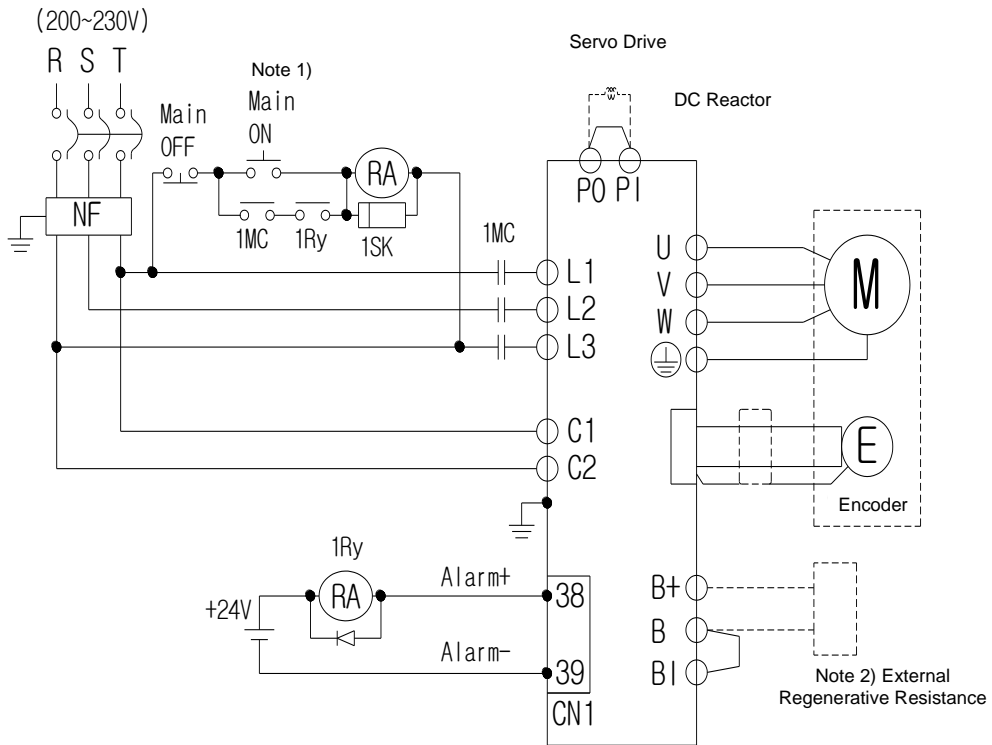 (200~230V)
R S T
Servo Drive
Note 1)
Main
OFF
Main
ON
DC Reactor
RA
PO PI
NF
1MC 1Ry 1SK
1MC
L1
L2
L3
U
V
W
M
C1
C2
E
Encoder
1Ry
RA
+24V
Alarm+
Alarm-
38
39
CN1
B+
B
BI
Note 2) External
Regenerative Resistance